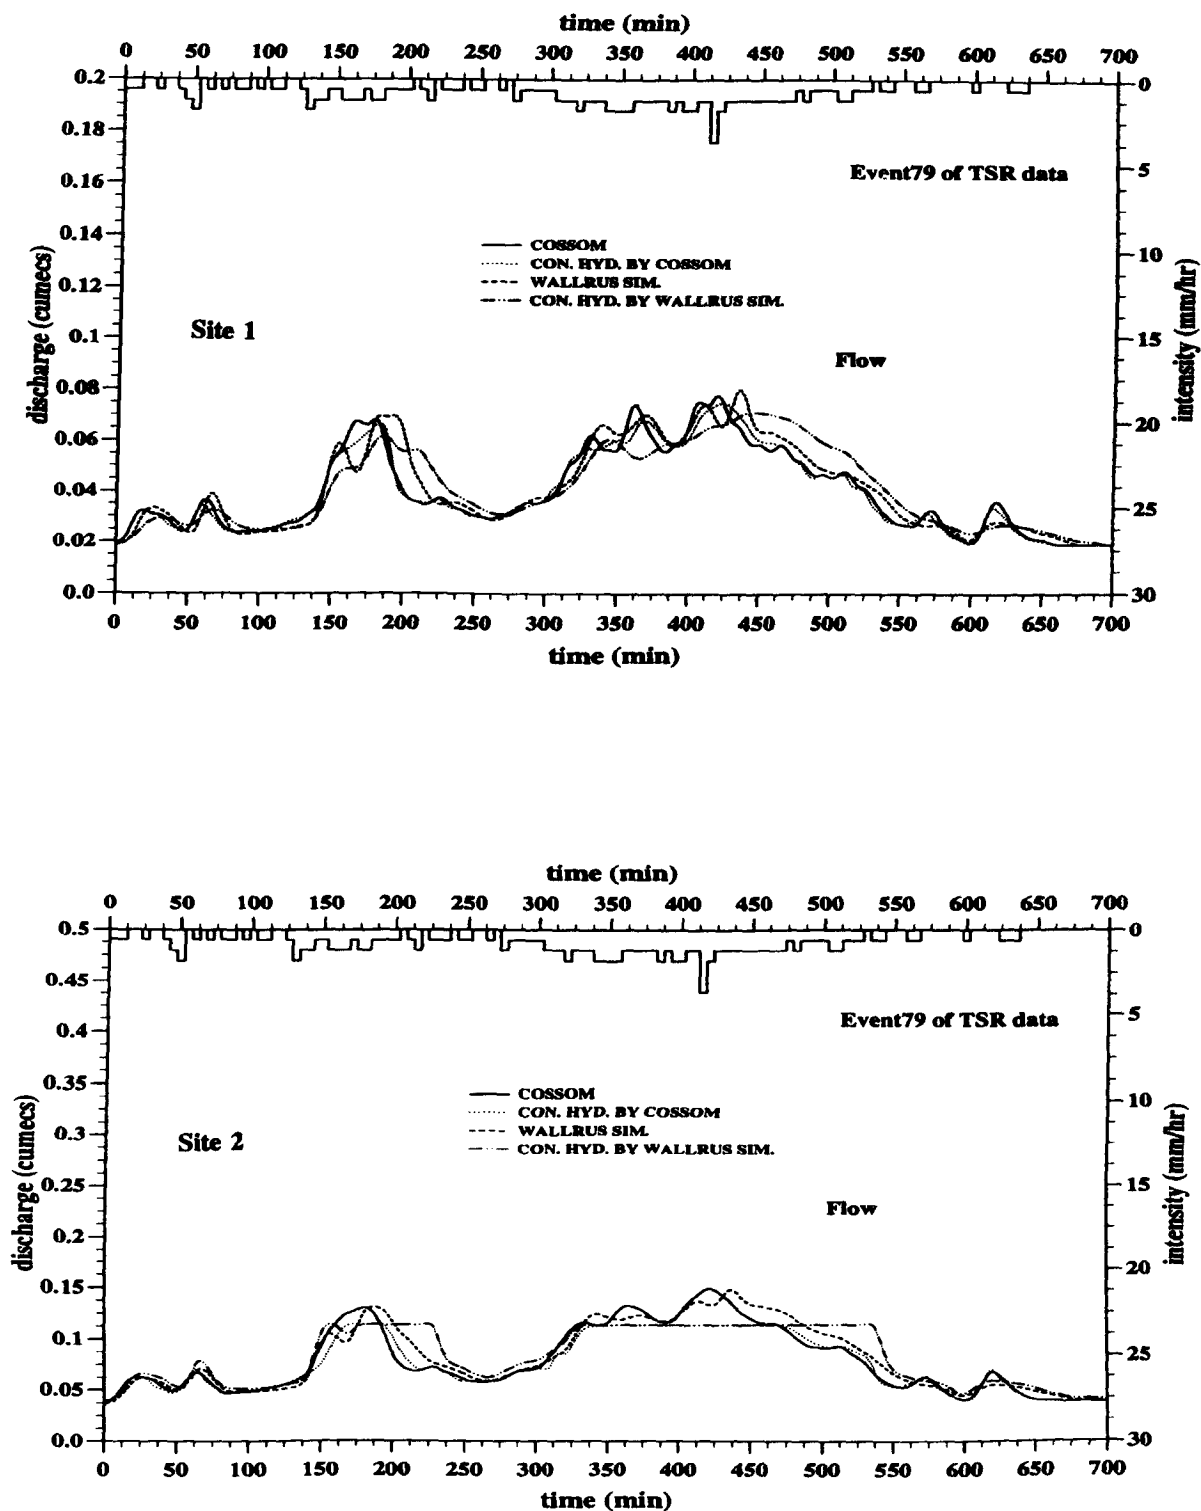 time (min)
0 50 100 150 200 250 300 350 400 450 500 550 600 650 700
0.2
0.18
0.16
0.14
0.12
0.1
0.08
0.06
0.04
0.02
0.0
discharge (cumecs)
0
5
10
15
20
25
30
intensity (mm/hr)
Event79 of TSR data
COSSOM
CON. HYD. BY COSSOM
WALLRUS SIM.
CON. HYD. BY WALLRUS SIM.
Site 1
Flow
0 50 100 150 200 250 300 350 400 450 500 550 600 650 700
time (min)
time (min)
0 50 100 150 200 250 300 350 400 450 500 550 600 650 700
0.5
0.45
0.4
0.35
0.3
0.25
0.2
0.15
0.1
0.05
0.0
discharge (cumecs)
0
5
10
15
20
25
30
intensity (mm/hr)
Event79 of TSR data
COSSOM
CON. HYD. BY COSSOM
WALLRUS SIM.
CON. HYD. BY WALLRUS SIM.
Site 2
Flow
0 50 100 150 200 250 300 350 400 450 500 550 600 650 700
time (min)